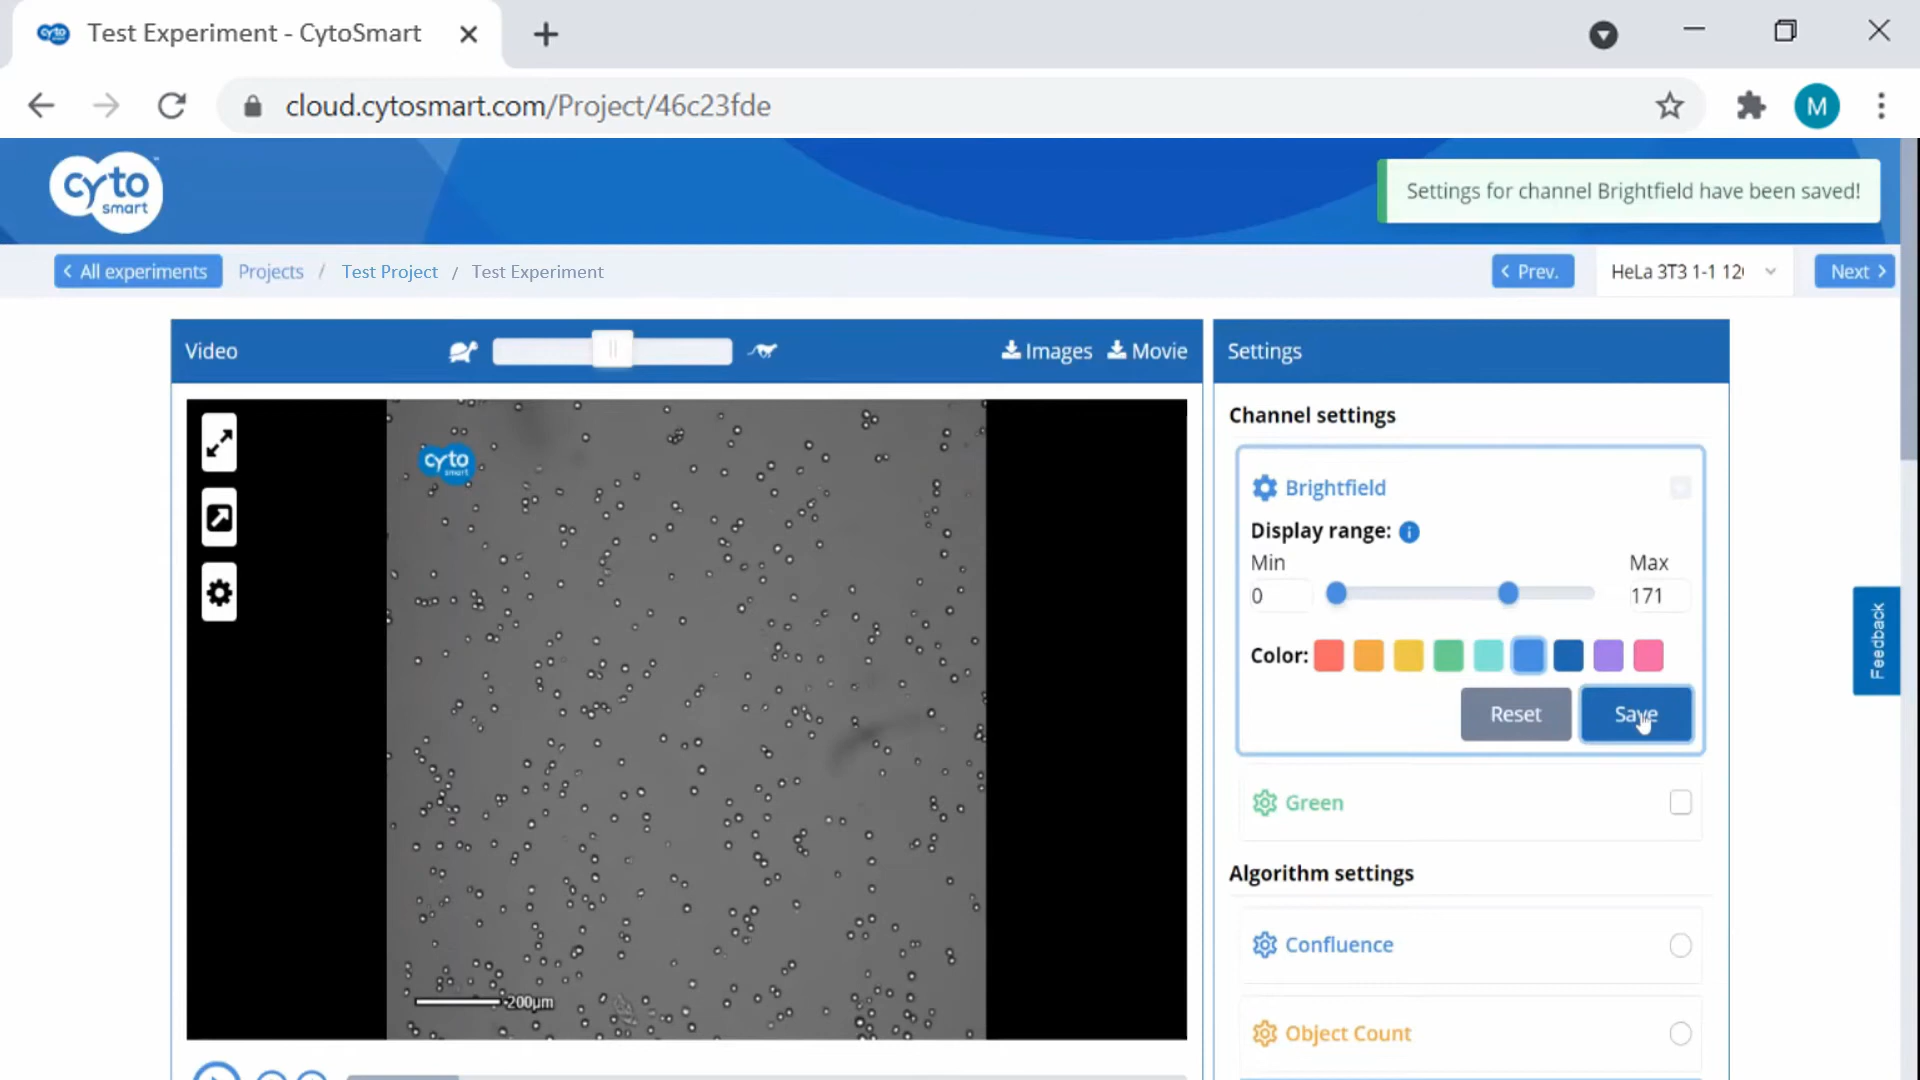 Test Experiment - CytoSmart
cloud.cytosmart.com/Project/46c23fde
M
cyto
smart
Settings for channel Brightfield have been saved!
All experiments Projects / Test Project / Test Experiment
Prev. HeLa 3T3 1-1 Next
Video Images Movie
Settings
cyto
smart
200µm
Channel settings
Brightfield
Display range: i
Min Max
0 171
Color:
Reset Save
Green
Algorithm settings
Confluence
Object Count
Feedback